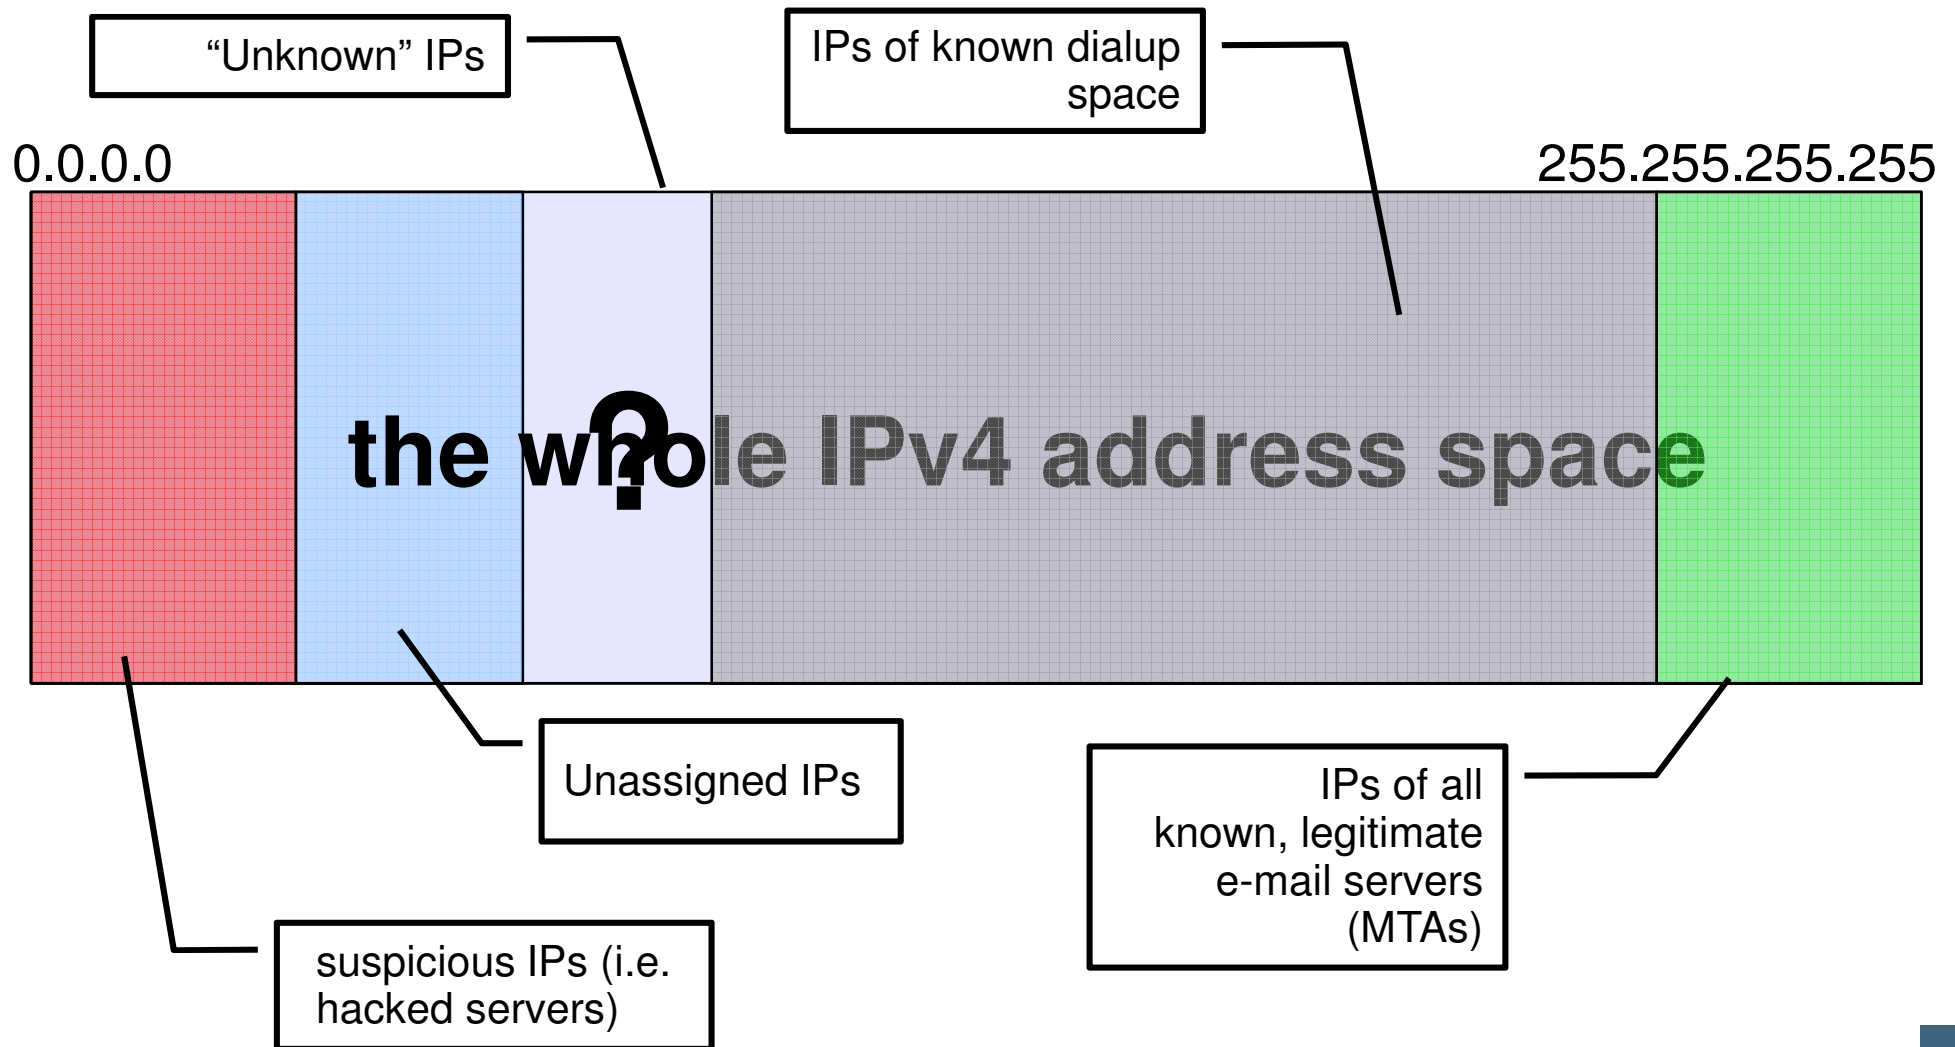 “Unknown” IPs
IPs of known dialup
space
0.0.0.0
255.255.255.255
?
the whole IPv4 address space
Unassigned IPs
IPs of all
known, legitimate
e-mail servers
(MTAs)
suspicious IPs (i.e.
hacked servers)